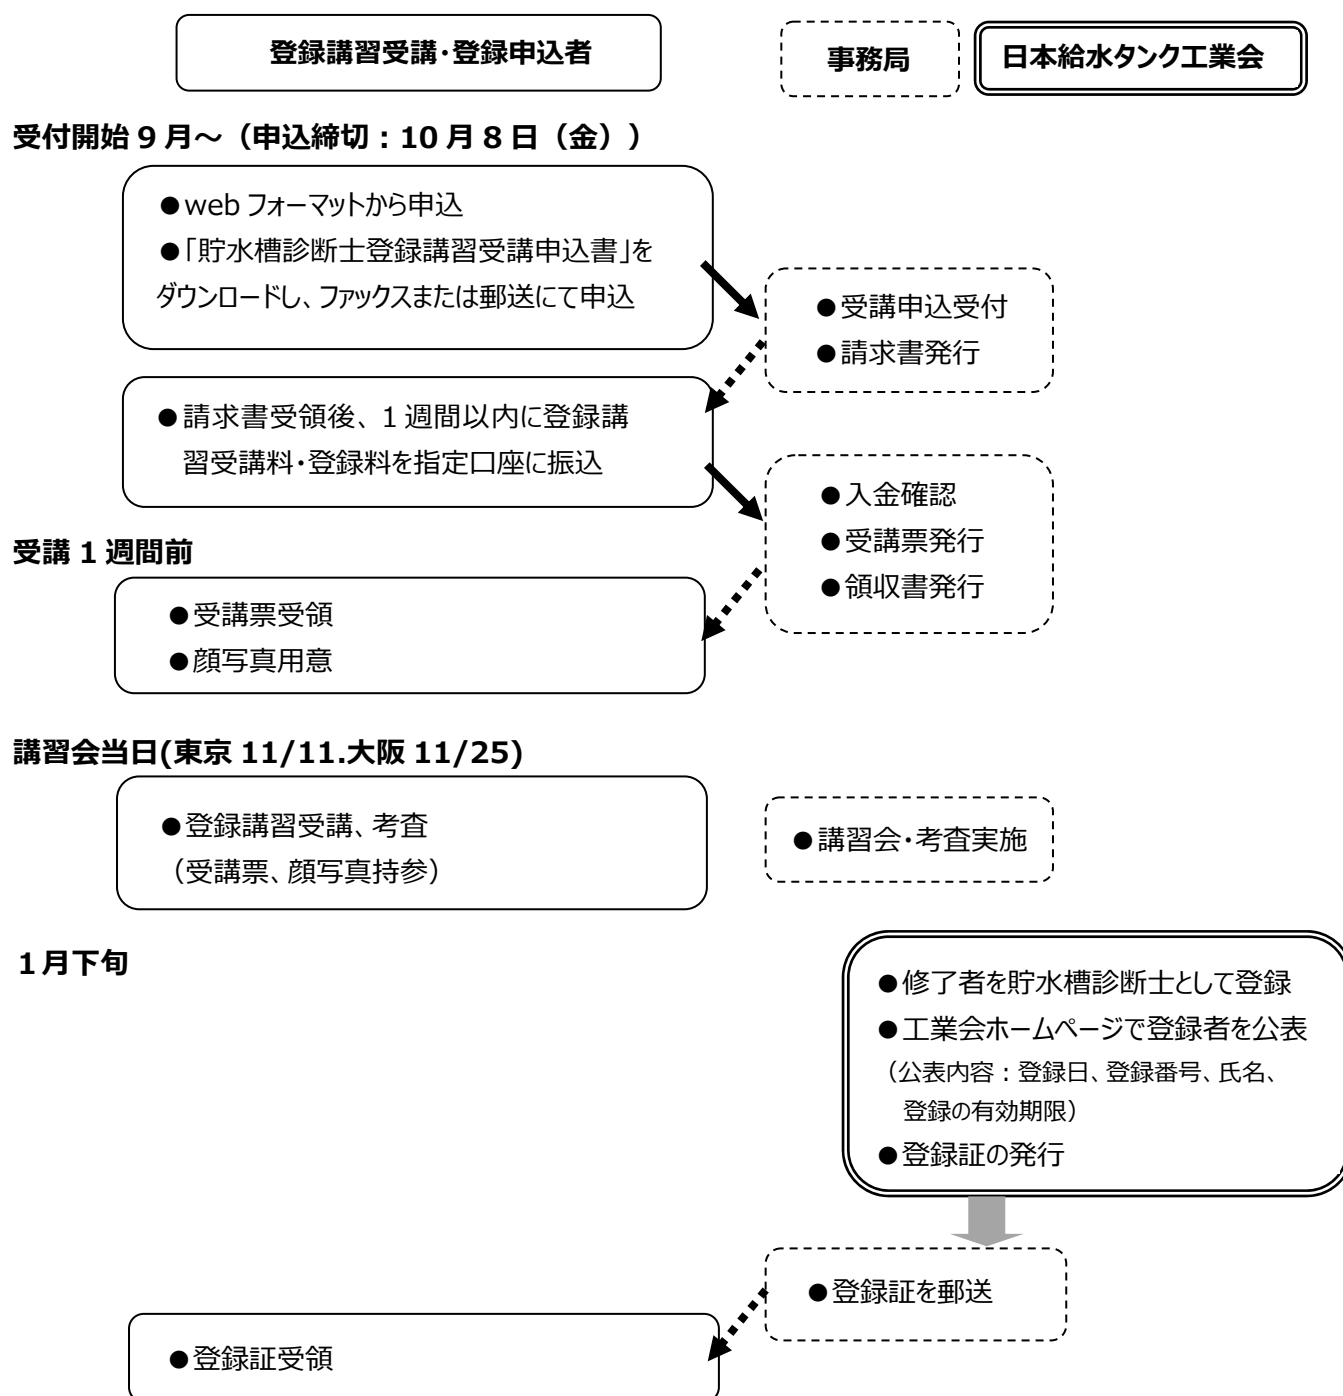 登録講習受講・登録申込者
事務局
日本給水タンク工業会
受付開始 9 月～（申込締切：10 月 8 日（金））
●web フォーマットから申込
●「貯水槽診断士登録講習受講申込書」を
ダウンロードし、ファックスまたは郵送にて申込
●受講申込受付
●請求書発行
●請求書受領後、1 週間以内に登録講
習受講料・登録料を指定口座に振込
●入金確認
●受講票発行
●領収書発行
受講 1 週間前
●受講票受領
●顔写真用意
講習会当日(東京 11/11.大阪 11/25)
●登録講習受講、考査
（受講票、顔写真持参）
●講習会・考査実施
１月下旬
●修了者を貯水槽診断士として登録
●工業会ホームページで登録者を公表
（公表内容：登録日、登録番号、氏名、
登録の有効期限）
●登録証の発行
●登録証を郵送
●登録証受領